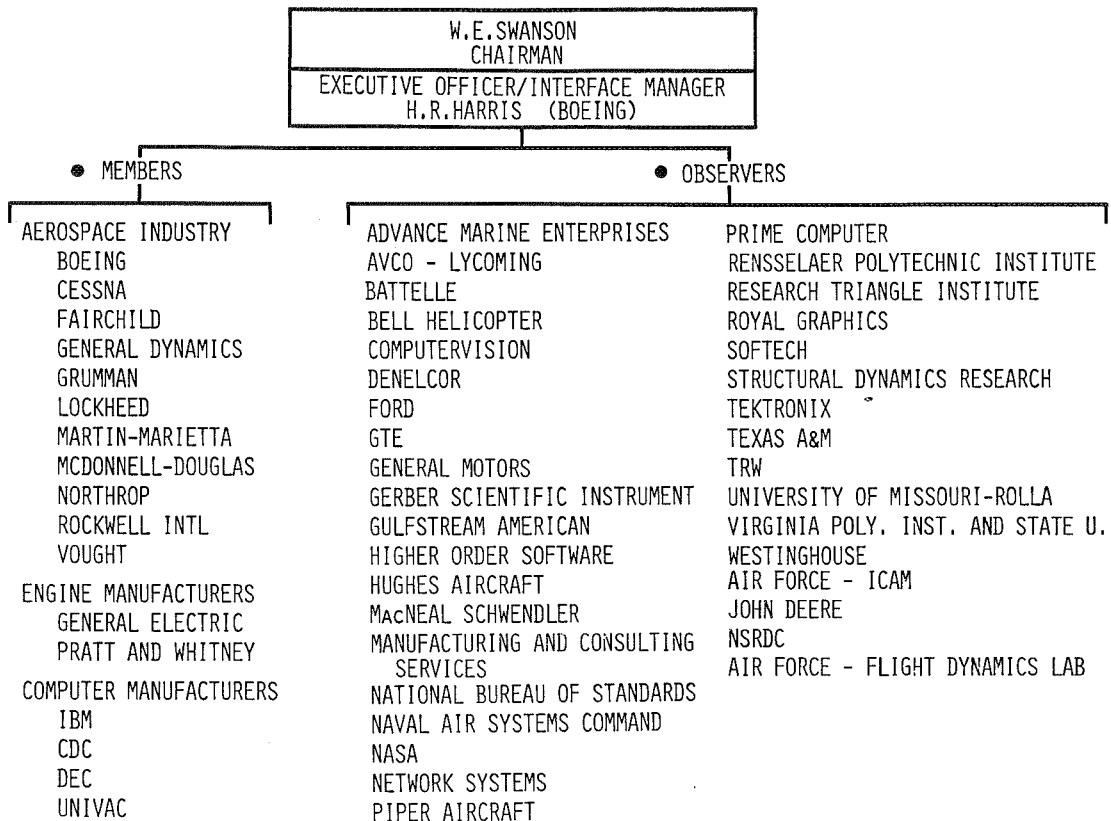 W.E.SWANSON
CHAIRMAN
EXECUTIVE OFFICER/INTERFACE MANAGER
H.R.HARRIS (BOEING)
● MEMBERS
AEROSPACE INDUSTRY
BOEING
CESSNA
FAIRCHILD
GENERAL DYNAMICS
GRUMMAN
LOCKHEED
MARTIN-MARIETTA
MCDONNELL-DOUGLAS
NORTHROP
ROCKWELL INTL
VOUGHT
ENGINE MANUFACTURERS
GENERAL ELECTRIC
PRATT AND WHITNEY
COMPUTER MANUFACTURERS
IBM
CDC
DEC
UNIVAC
● OBSERVERS
ADVANCE MARINE ENTERPRISES
AVCO - LYCOMING
BATTELLE
BELL HELICOPTER
COMPUTERVISION
DENELCOR
FORD
GTE
GENERAL MOTORS
GERBER SCIENTIFIC INSTRUMENT
GULFSTREAM AMERICAN
HIGHER ORDER SOFTWARE
HUGHES AIRCRAFT
MacNEAL SCHWENDLER
MANUFACTURING AND CONSULTING
SERVICES
NATIONAL BUREAU OF STANDARDS
NAVAL AIR SYSTEMS COMMAND
NASA
NETWORK SYSTEMS
PIPER AIRCRAFT
PRIME COMPUTER
RENSSELAER POLYTECHNIC INSTITUTE
RESEARCH TRIANGLE INSTITUTE
ROYAL GRAPHICS
SOFTECH
STRUCTURAL DYNAMICS RESEARCH
TEKTRONIX
TEXAS A&M
TRW
UNIVERSITY OF MISSOURI-ROLLA
VIRGINIA POLY. INST. AND STATE U.
WESTINGHOUSE
AIR FORCE - ICAM
JOHN DEERE
NSRDC
AIR FORCE - FLIGHT DYNAMICS LAB